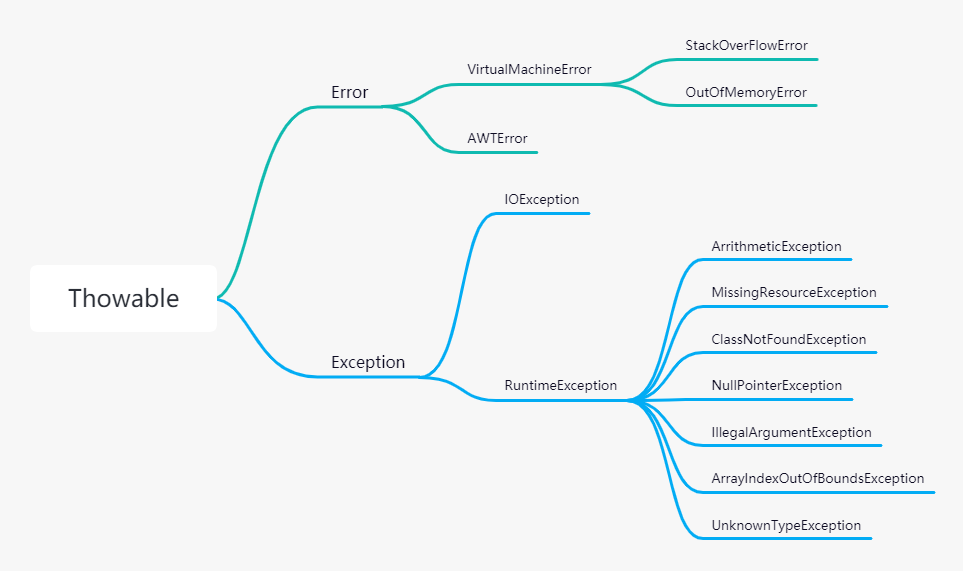 Thowable
Error
VirtualMachineError
StackOverFlowError
OutOfMemoryError
AWTError
Exception
IOException
RuntimeException
ArrithmeticException
MissingResourceException
ClassNotFoundException
NullPointerException
IllegalArgumentException
ArrayIndexOutOfBoundsException
UnknownTypeException